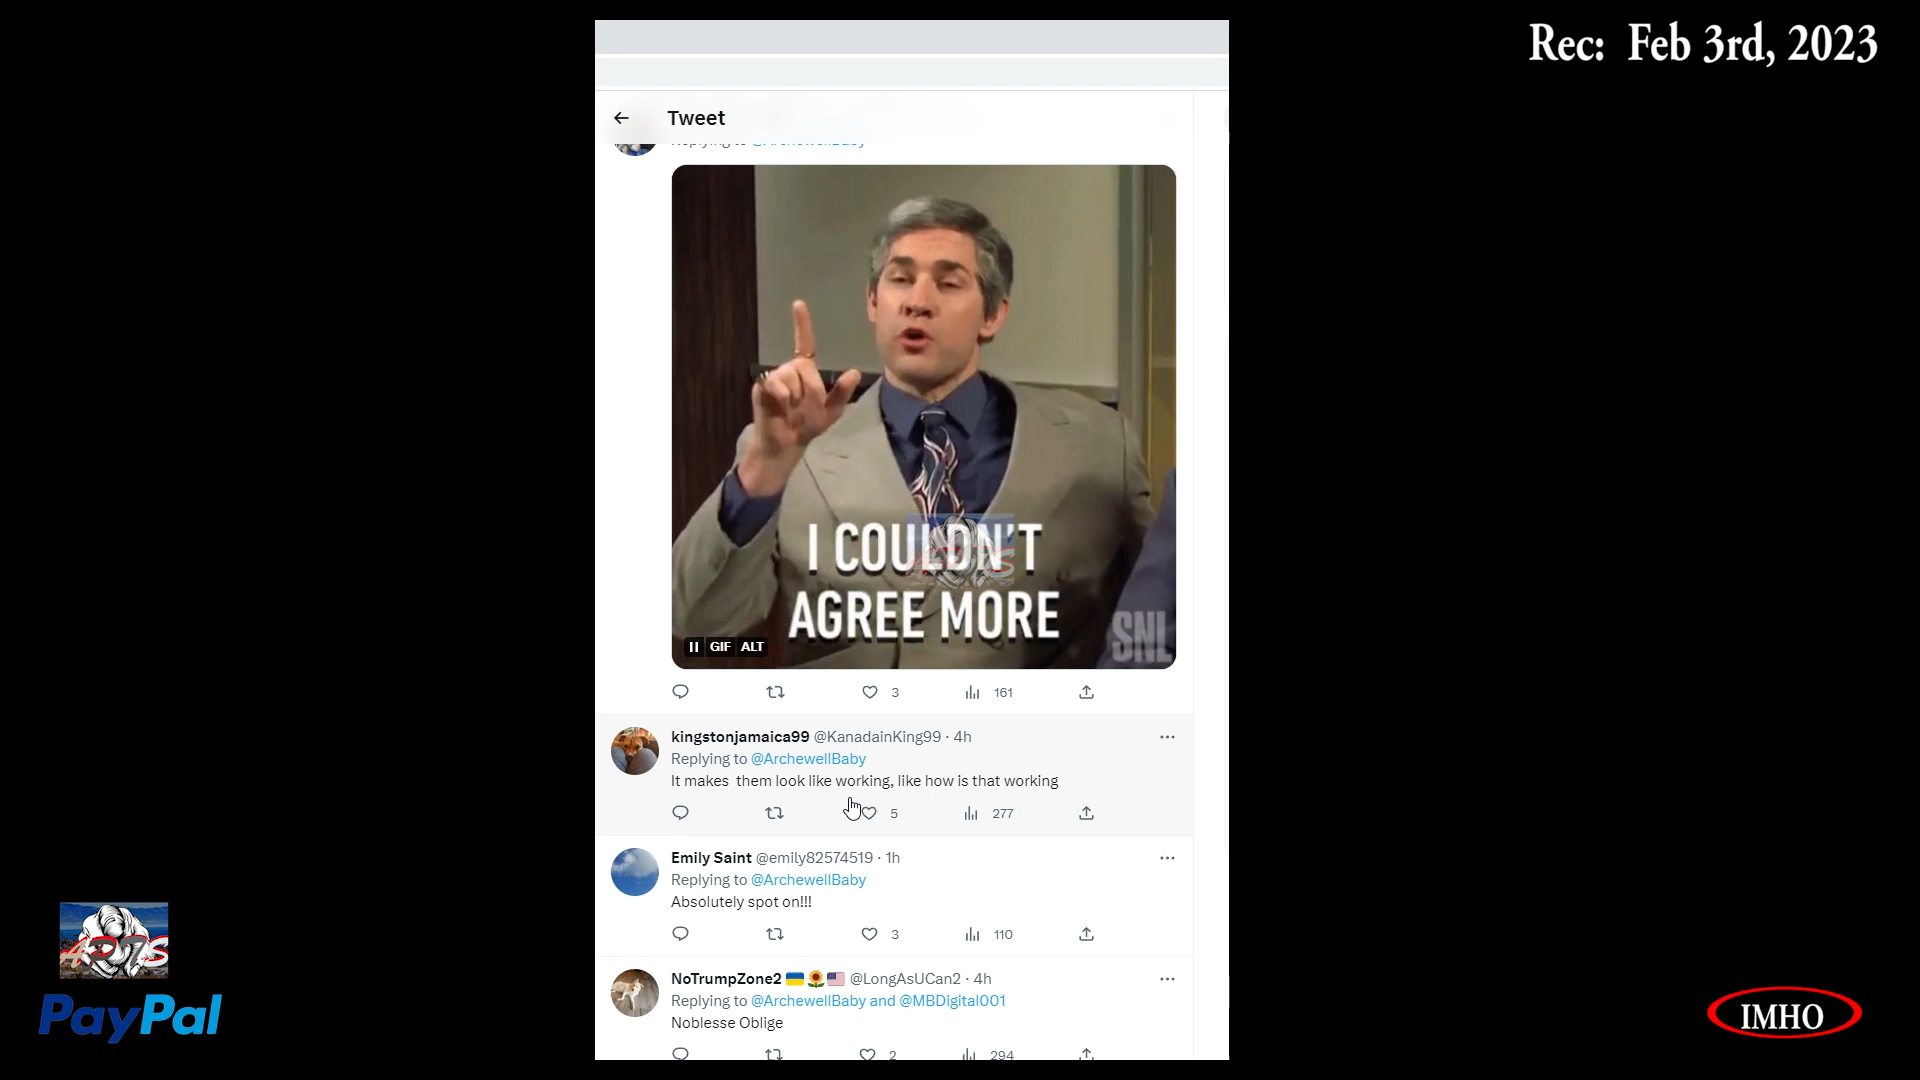 Rec: Feb 3rd, 2023
Tweet
Replying to @ArchewellBaby
I COULDN'T
AGREE MORE
SNL
GIF ALT
3 161
kingstonjamaica99 @KanadainKing99 · 4h
Replying to @ArchewellBaby
It makes them look like working, like how is that working
5 277
Emily Saint @emily82574519 · 1h
Replying to @ArchewellBaby
Absolutely spot on!!!
3 110
NoTrumpZone2 🇺🇦🌻🇺🇸 @LongAsUCan2 · 4h
Replying to @ArchewellBaby and @MBDigital001
Noblesse Oblige
2 294
PayPal
IMHO